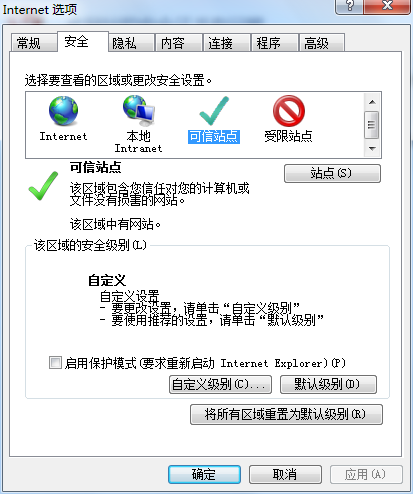 Internet 选项
常规 安全 隐私 内容 连接 程序 高级
选择要查看的区域或更改安全设置。
Internet 本地 Intranet 可信站点 受限站点
可信站点
站点(S)
该区域包含您信任对您的计算机或
文件没有损害的网站。
该区域中有网站。
该区域的安全级别(L)
自定义
自定义设置
- 要更改设置，请单击“自定义级别”
- 要使用推荐的设置，请单击“默认级别”
启用保护模式(要求重新启动 Internet Explorer)(P)
自定义级别(C)... 默认级别(D)
将所有区域重置为默认级别(R)
确定 取消 应用(A)